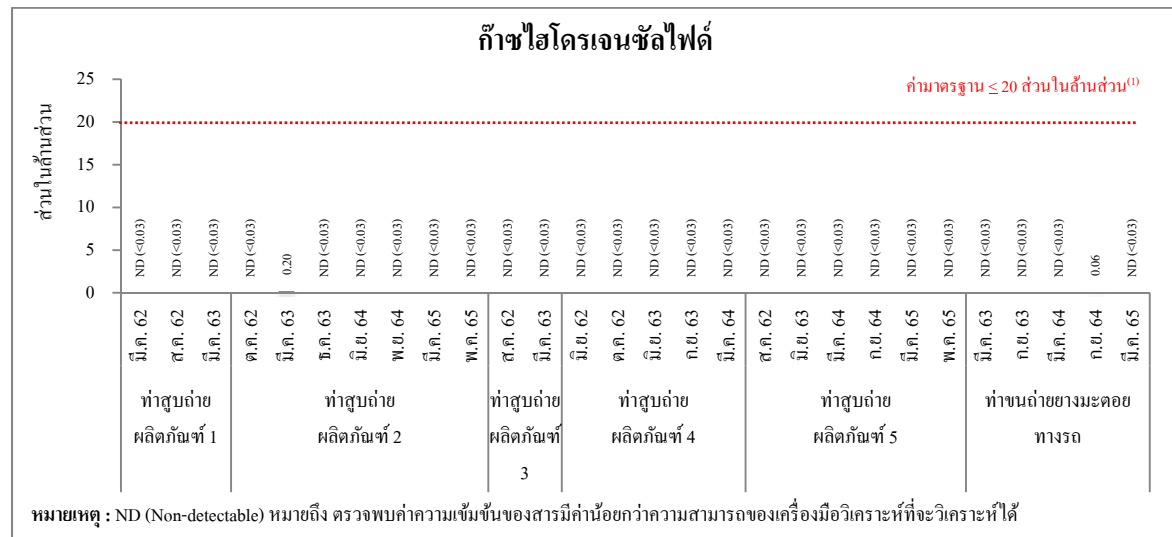 ก๊าซไฮโดรเจนซัลไฟด์
ค่ามาตรฐาน ≤ 20 ส่วนในล้านส่วน⁽¹⁾
ส่วนในล้านส่วน
25
20
15
10
5
0
ND (<0.03) ND (<0.03) ND (<0.03) ND (<0.03) 0.20 ND (<0.03) ND (<0.03) ND (<0.03) ND (<0.03) ND (<0.03) ND (<0.03) ND (<0.03) ND (<0.03) ND (<0.03) ND (<0.03) ND (<0.03) ND (<0.03) ND (<0.03) ND (<0.03) ND (<0.03) ND (<0.03) ND (<0.03) ND (<0.03) ND (<0.03) ND (<0.03) ND (<0.03) 0.06 ND (<0.03)
มี.ค. 62 ส.ค. 62 มี.ค. 63 ต.ค. 62 มี.ค. 63 ธ.ค. 63 มิ.ย. 64 พ.ย. 64 มี.ค. 65 พ.ค. 65 ส.ค. 62 มี.ค. 63 มิ.ย. 62 ต.ค. 62 มิ.ย. 63 ก.ย. 63 มี.ค. 64 ส.ค. 62 มิ.ย. 63 มี.ค. 64 ก.ย. 64 มี.ค. 65 พ.ค. 65 มี.ค. 63 ก.ย. 63 มี.ค. 64 ก.ย. 64 มี.ค. 65
ท่าสูบถ่าย
ผลิตภัณฑ์ 1
ท่าสูบถ่าย
ผลิตภัณฑ์ 2
ท่าสูบถ่าย
ผลิตภัณฑ์
3
ท่าสูบถ่าย
ผลิตภัณฑ์ 4
ท่าสูบถ่าย
ผลิตภัณฑ์ 5
ท่าขนถ่ายยางมะตอย
ทางรถ
หมายเหตุ : ND (Non-detectable) หมายถึง ตรวจพบค่าความเข้มข้นของสารมีค่าน้อยกว่าความสามารถของเครื่องมือวิเคราะห์ที่จะวิเคราะห์ได้